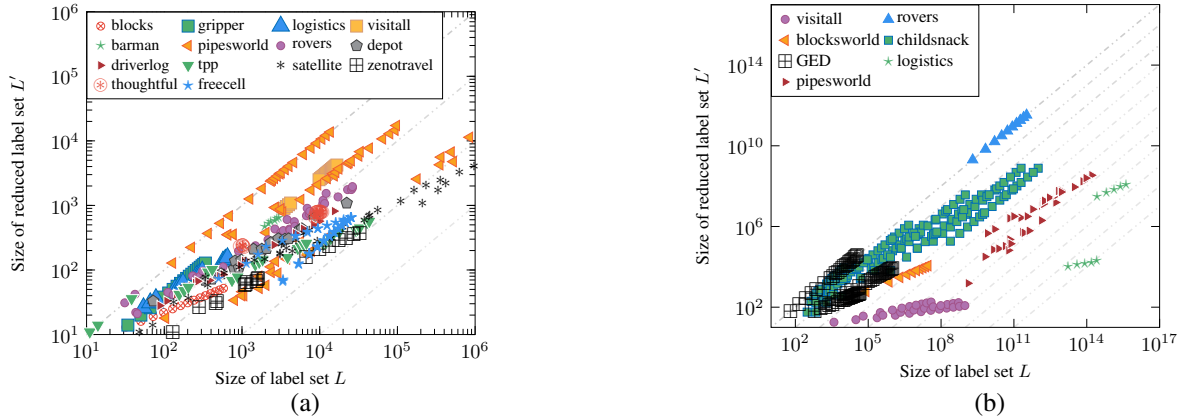 blocks gripper logistics visitall
barman pipesworld rovers depot
driverlog tpp satellite zenotravel
thoughtful freecell
Size of reduced label set L′
10^6
10^5
10^4
10^3
10^2
10^1
10^1 10^2 10^3 10^4 10^5 10^6
Size of label set L
(a)
visitall rovers
blocksworld childsnack
GED logistics
pipesworld
Size of reduced label set L′
10^14
10^10
10^6
10^2
10^2 10^5 10^8 10^11 10^14 10^17
Size of label set L
(b)